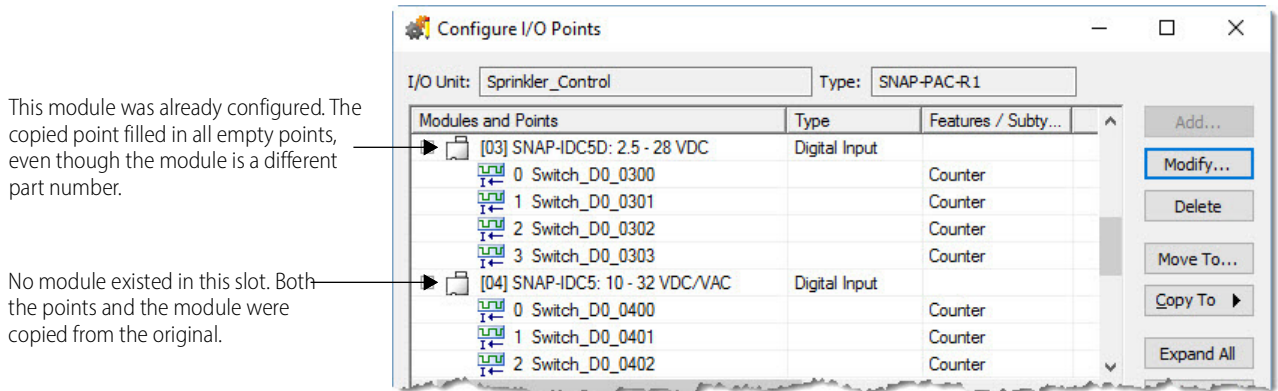 Configure I/O Points
I/O Unit: Sprinkler_Control Type: SNAP-PAC-R1
This module was already configured. The
copied point filled in all empty points,
even though the module is a different
part number.
Modules and Points Type Features / Subty...
[03] SNAP-IDC5D: 2.5 - 28 VDC Digital Input
0 Switch_D0_0300 Counter
1 Switch_D0_0301 Counter
2 Switch_D0_0302 Counter
3 Switch_D0_0303 Counter
No module existed in this slot. Both
the points and the module were
copied from the original.
[04] SNAP-IDC5: 10 - 32 VDC/VAC Digital Input
0 Switch_D0_0400 Counter
1 Switch_D0_0401 Counter
2 Switch_D0_0402 Counter
Add...
Modify...
Delete
Move To...
Copy To
Expand All